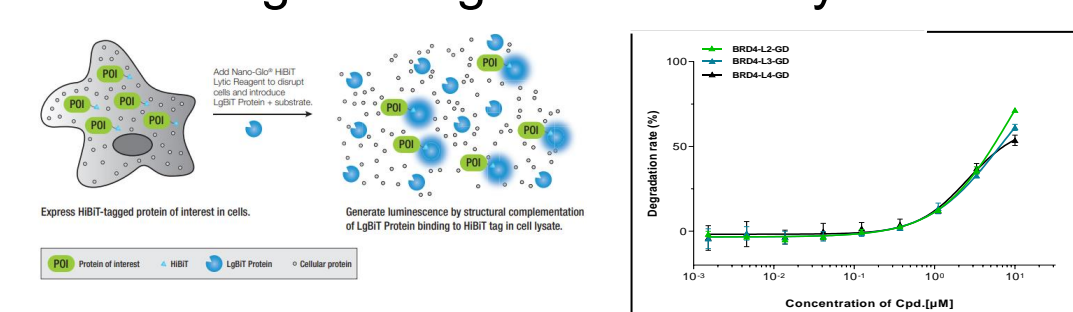 POI
POI
POI
POI
POI
Add Nano-Glo® HiBiT
Lytic Reagent to disrupt
cells and introduce
LgBiT Protein + substrate.
POI
POI
POI
POI
POI
Express HiBiT-tagged protein of interest in cells.
Generate luminescence by structural complementation
of LgBiT Protein binding to HiBiT tag in cell lysate.
POI Protein of interest HiBiT LgBiT Protein Cellular protein
BRD4-L2-GD
BRD4-L3-GD
BRD4-L4-GD
Degradation rate (%)
100
50
0
10-3 10-2 10-1 100 101
Concentration of Cpd.[µM]